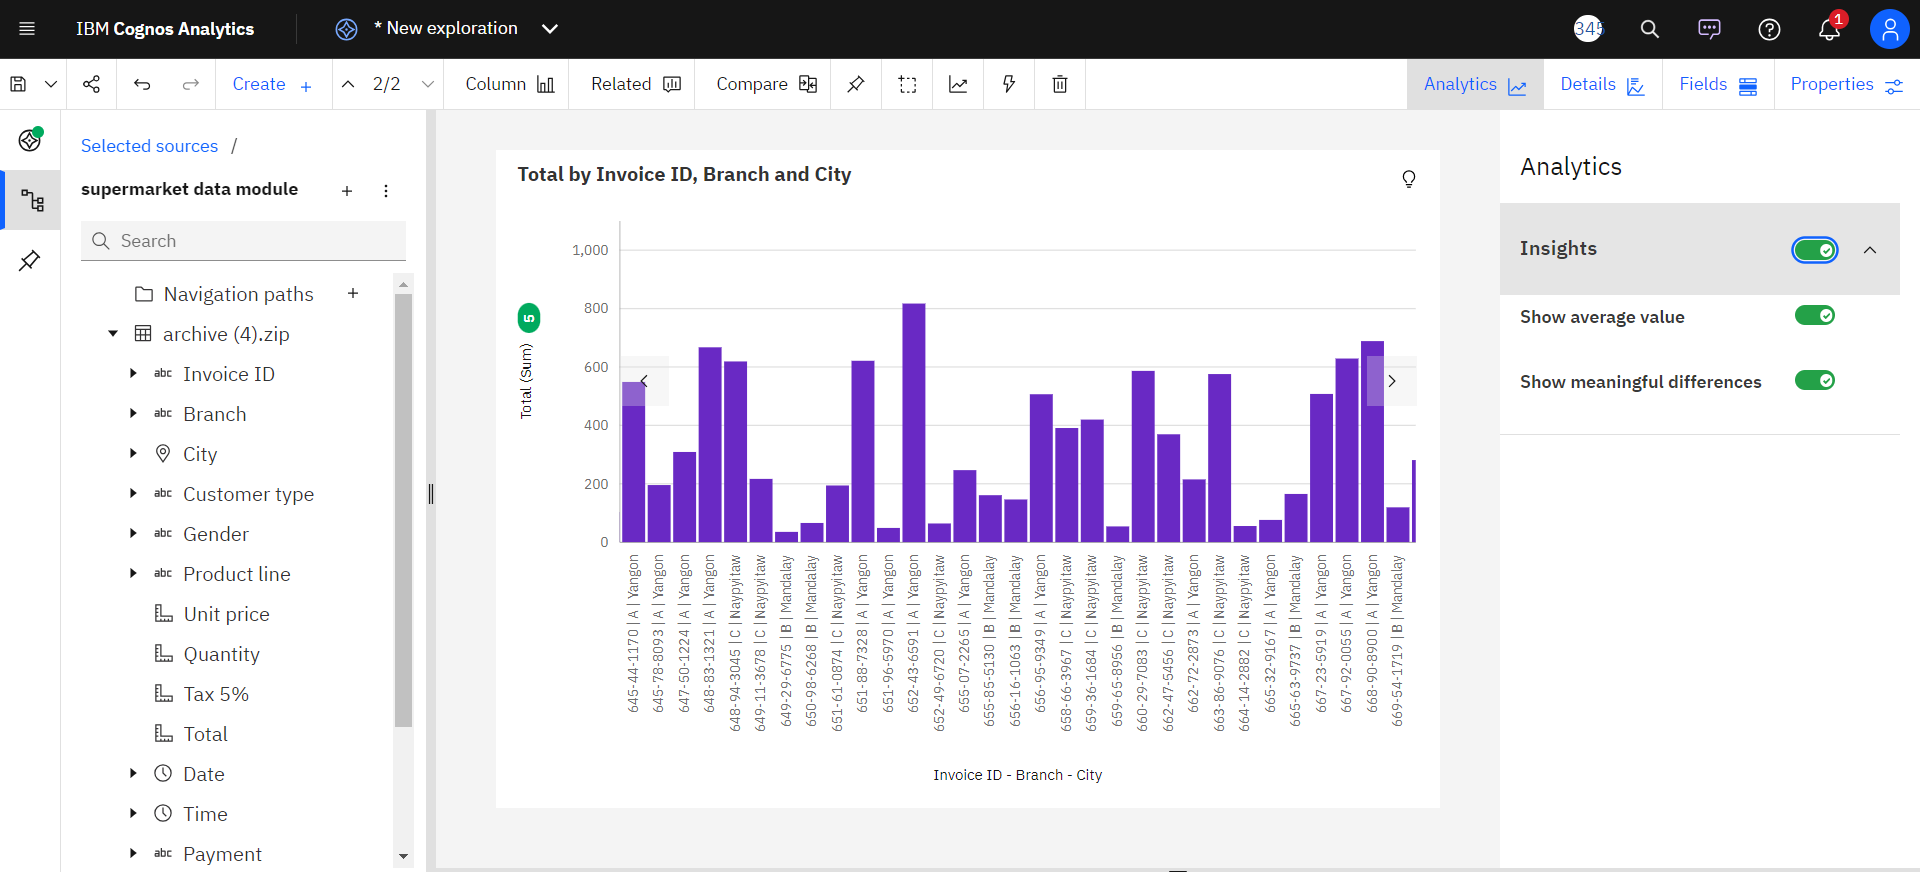 IBM Cognos Analytics
* New exploration
345
1
Create +
2/2
Column
Related
Compare
Analytics
Details
Fields
Properties
Selected sources /
supermarket data module
Search
Navigation paths
archive (4).zip
abc Invoice ID
abc Branch
City
abc Customer type
abc Gender
abc Product line
Unit price
Quantity
Tax 5%
Total
Date
Time
abc Payment
Total by Invoice ID, Branch and City
5
Total (Sum)
1,000
800
600
400
200
0
645-44-1170 | A | Yangon
645-78-8093 | A | Yangon
647-50-1224 | A | Yangon
648-83-1321 | A | Yangon
648-94-3045 | C | Naypyitaw
649-11-3678 | C | Naypyitaw
649-29-6775 | B | Mandalay
650-98-6268 | B | Mandalay
651-61-0874 | C | Naypyitaw
651-88-7328 | A | Yangon
651-96-5970 | A | Yangon
652-43-6591 | A | Yangon
652-49-6720 | C | Naypyitaw
655-07-2265 | A | Yangon
655-85-5130 | B | Mandalay
656-16-1063 | B | Mandalay
656-95-9349 | A | Yangon
658-66-3967 | C | Naypyitaw
659-36-1684 | C | Naypyitaw
659-65-8956 | B | Mandalay
660-29-7083 | C | Naypyitaw
662-47-5456 | C | Naypyitaw
662-72-2873 | A | Yangon
663-86-9076 | C | Naypyitaw
664-14-2882 | C | Naypyitaw
665-32-9167 | A | Yangon
665-63-9737 | B | Mandalay
667-23-5919 | A | Yangon
667-92-0055 | A | Yangon
668-90-8900 | A | Yangon
669-54-1719 | B | Mandalay
Invoice ID - Branch - City
Analytics
Insights
Show average value
Show meaningful differences